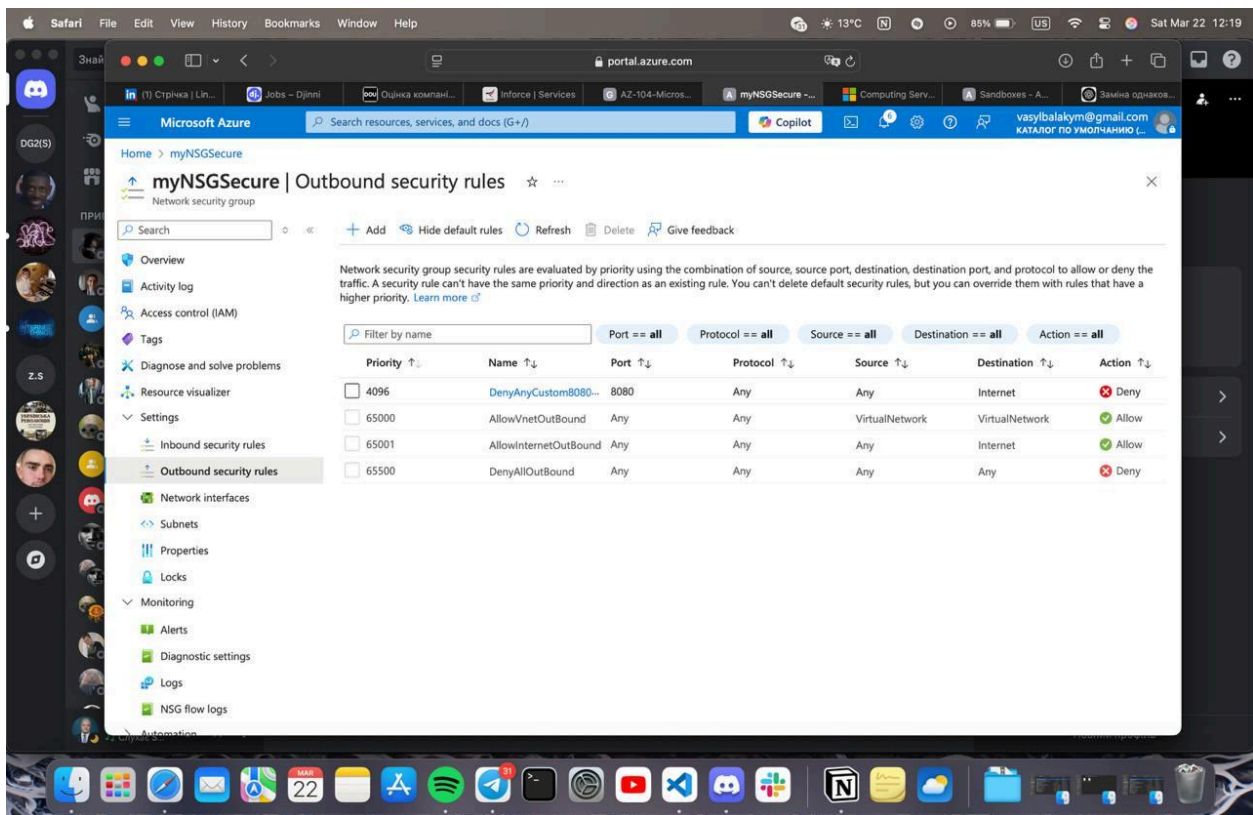 Safari File Edit View History Bookmarks Window Help 13°C 85% US Sat Mar 22 12:19
Знай portal.azure.com
in (1) Стрічка | Lin... dj. Jobs – Djinni DOU Оцінка компані... Inforce | Services G AZ-104-Micros... A myNSGSecure -... Computing Serv... A Sandboxes - A... Заміна однаков...
Microsoft Azure Search resources, services, and docs (G+/) Copilot 6 vasylbalakym@gmail.com
КАТАЛОГ ПО УМОЛЧАНИЮ (...
DG2(S)
Home > myNSGSecure
myNSGSecure | Outbound security rules
Network security group
Search
+ Add Hide default rules Refresh Delete Give feedback
Overview
Activity log
Access control (IAM)
Tags
Diagnose and solve problems
Resource visualizer
Settings
Inbound security rules
Outbound security rules
Network interfaces
Subnets
Properties
Locks
Monitoring
Alerts
Diagnostic settings
Logs
NSG flow logs
Automation
Network security group security rules are evaluated by priority using the combination of source, source port, destination, destination port, and protocol to allow or deny the
traffic. A security rule can't have the same priority and direction as an existing rule. You can't delete default security rules, but you can override them with rules that have a
higher priority. Learn more
Filter by name Port == all Protocol == all Source == all Destination == all Action == all
Priority ↑↓ Name ↑↓ Port ↑↓ Protocol ↑↓ Source ↑↓ Destination ↑↓ Action ↑↓
4096 DenyAnyCustom8080... 8080 Any Any Internet Deny
65000 AllowVnetOutBound Any Any VirtualNetwork VirtualNetwork Allow
65001 AllowInternetOutBound Any Any Any Internet Allow
65500 DenyAllOutBound Any Any Any Any Deny
Z.S
MAR
22
31